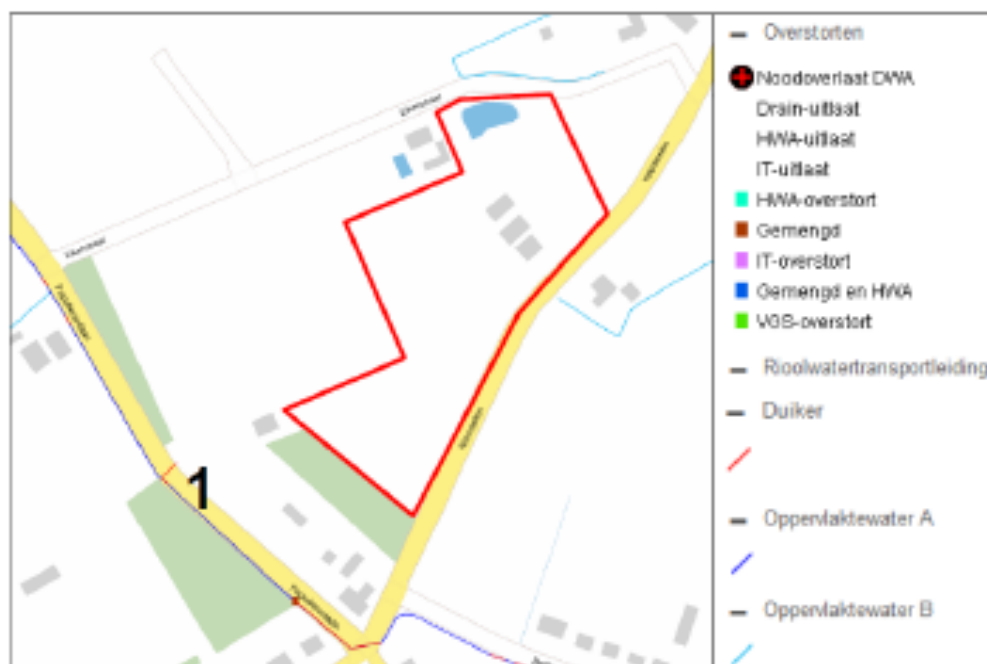 1
Overstorten
Noodoverlaat DWA
Drain-uitlaat
HWA-uitlaat
IT-uitlaat
HWA-overstort
Gemengd
IT-overstort
Gemengd en HWA
VGS-overstort
Rioolwatertransportleiding
Duiker
Oppervlaktewater A
Oppervlaktewater B